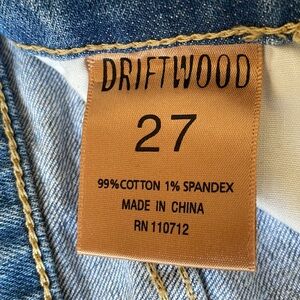 DRIFTWOOD
27
99% COTTON 1% SPANDEX
MADE IN CHINA
RN 110712